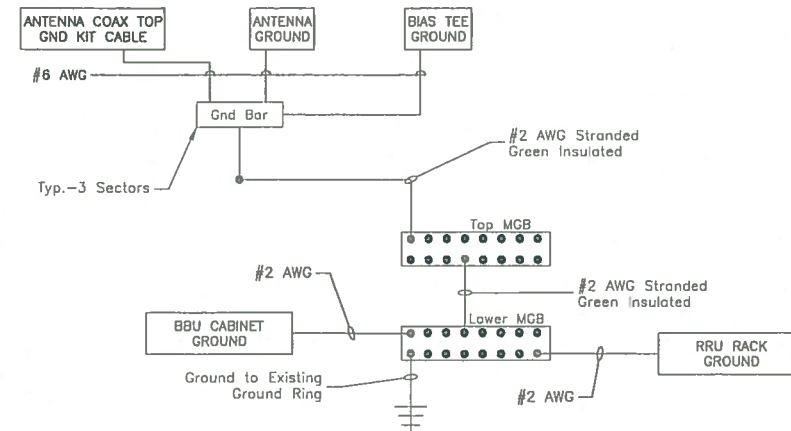 ANTENNA COAX TOP
GND KIT CABLE
ANTENNA
GROUND
BIAS TEE
GROUND
#6 AWG
Gnd Bar
#2 AWG Stranded
Green Insulated
Typ.-3 Sectors
Top MGB
#2 AWG
#2 AWG Stranded
Green Insulated
BBU CABINET
GROUND
Lower MGB
RRU RACK
GROUND
Ground to Existing
Ground Ring
#2 AWG